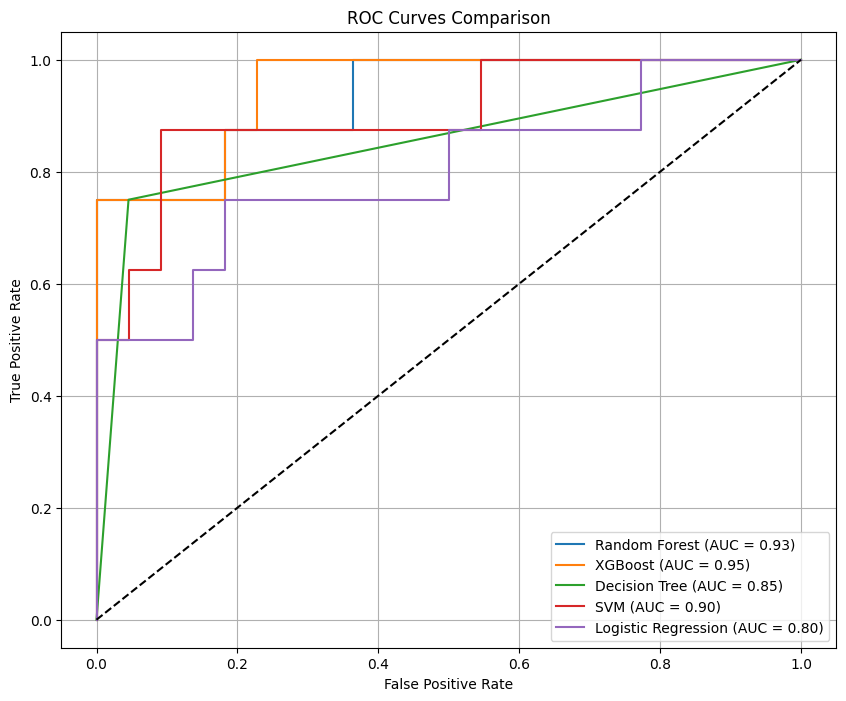 ROC Curves Comparison
1.0
0.8
0.6
0.4
0.2
0.0
True Positive Rate
0.0 0.2 0.4 0.6 0.8 1.0
False Positive Rate
Random Forest (AUC = 0.93)
XGBoost (AUC = 0.95)
Decision Tree (AUC = 0.85)
SVM (AUC = 0.90)
Logistic Regression (AUC = 0.80)